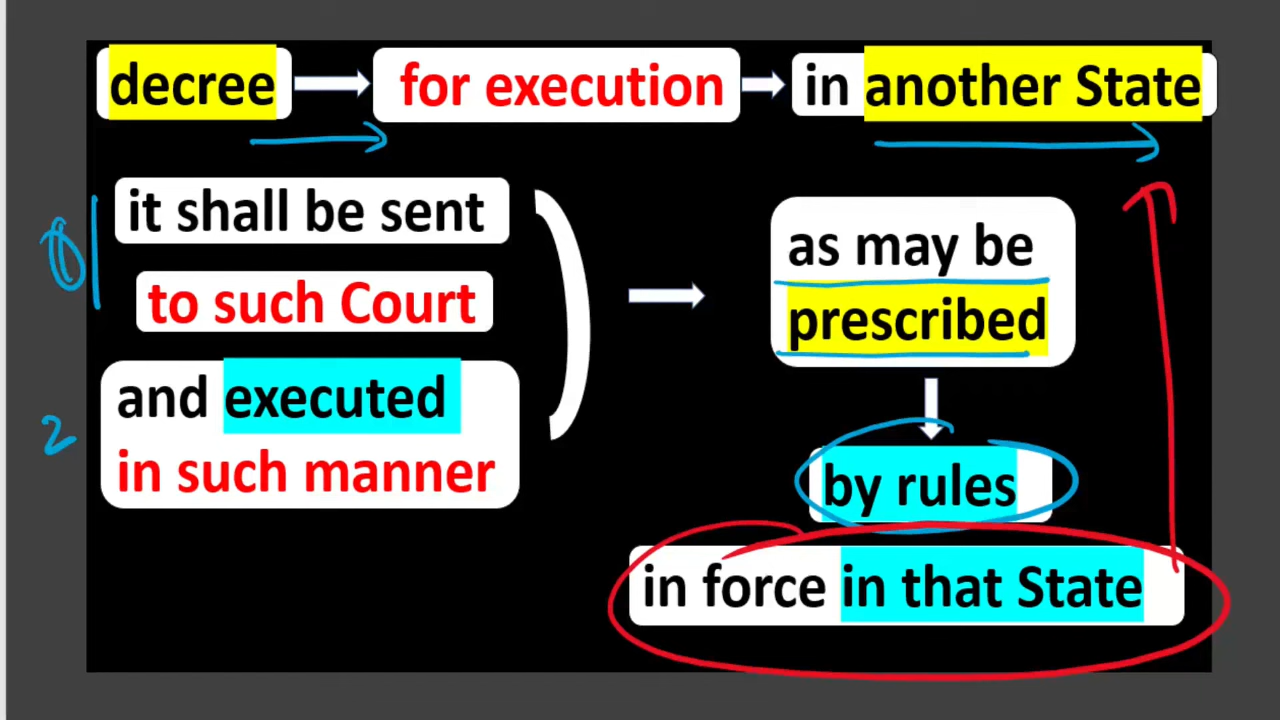 decree for execution in another State
it shall be sent
to such Court
and executed
in such manner
as may be
prescribed
by rules
in force in that State
2